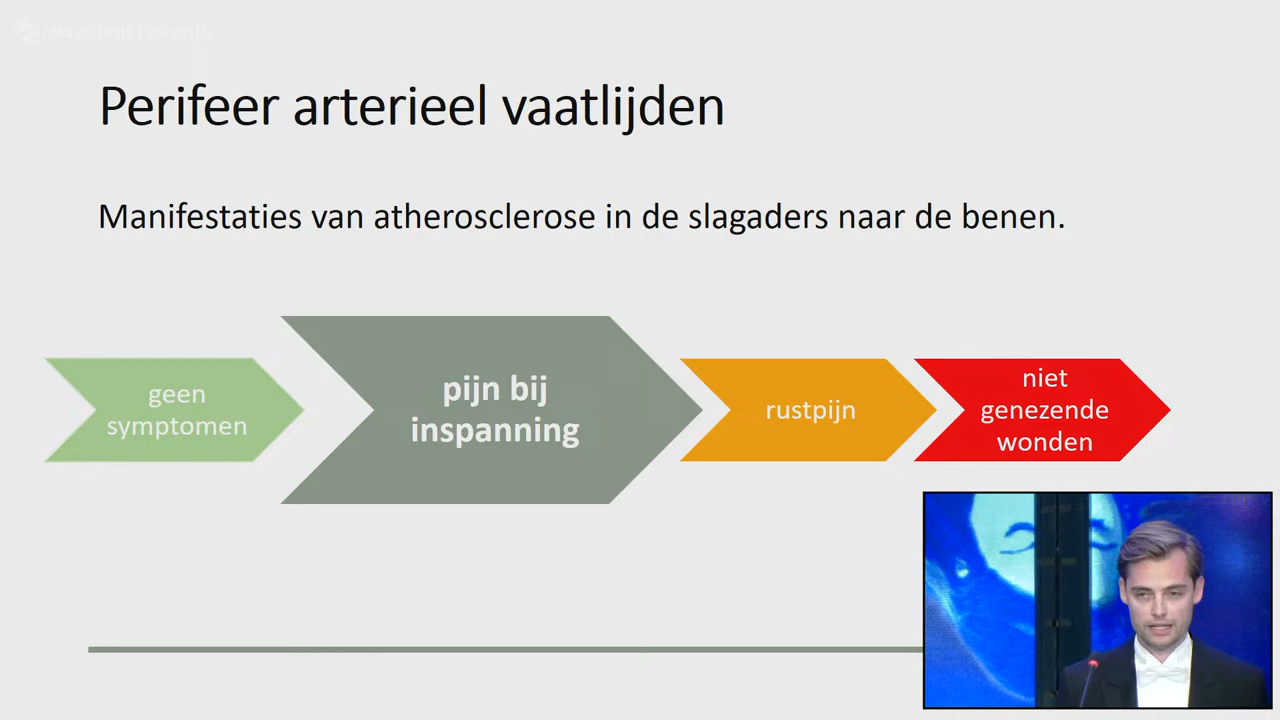 Perifeer arterieel vaatlijden
Manifestaties van atherosclerose in de slagaders naar de benen.
geen
symptomen
pijn bij
inspanning
rustpijn
niet
genezende
wonden